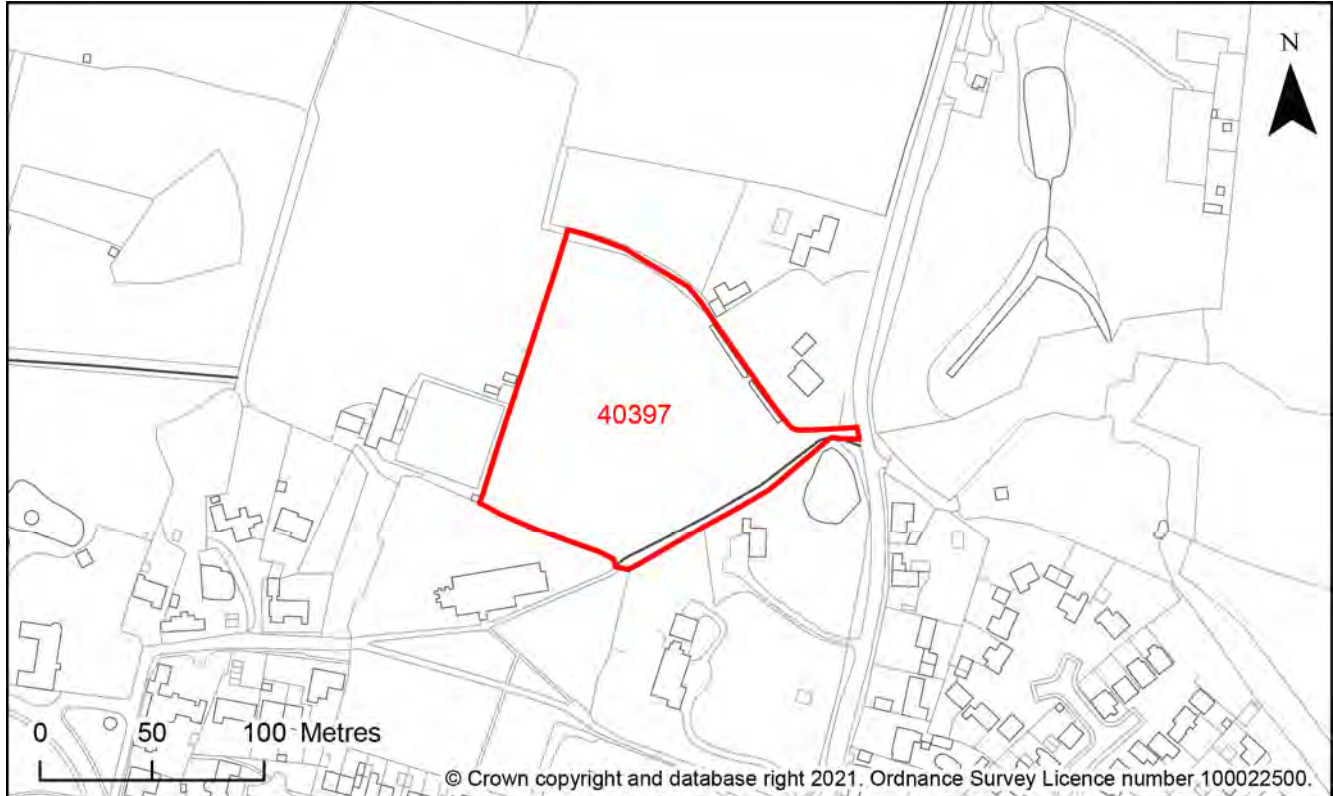 N
40397
0 50 100 Metres
© Crown copyright and database right 2021. Ordnance Survey Licence number 100022500.